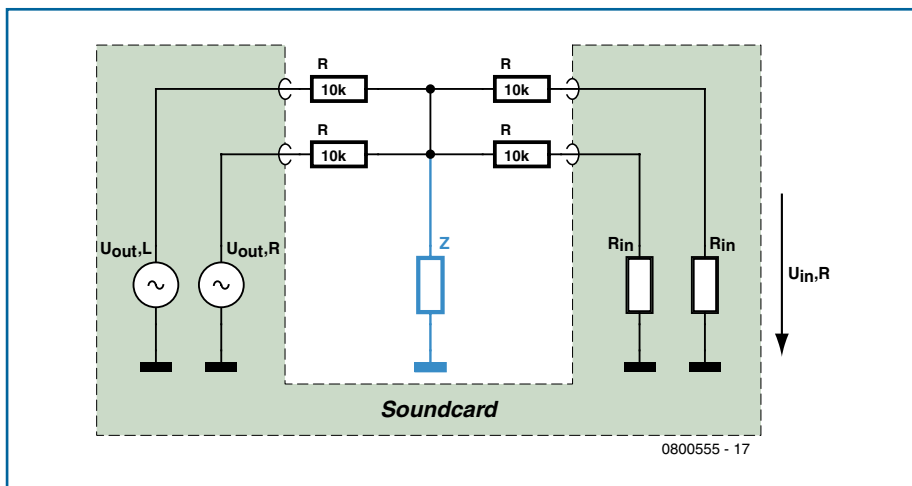 R R
10k 10k
R R
10k 10k
Uout,L Uout,R Z Rin Rin
Uin,R
Soundcard
0800555 - 17